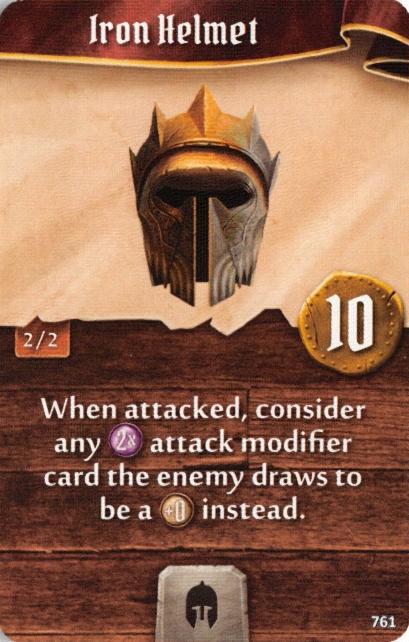 Iron Helmet
10
2/2
When attacked, consider
any 2x attack modifier
card the enemy draws to
be a +0 instead.
761